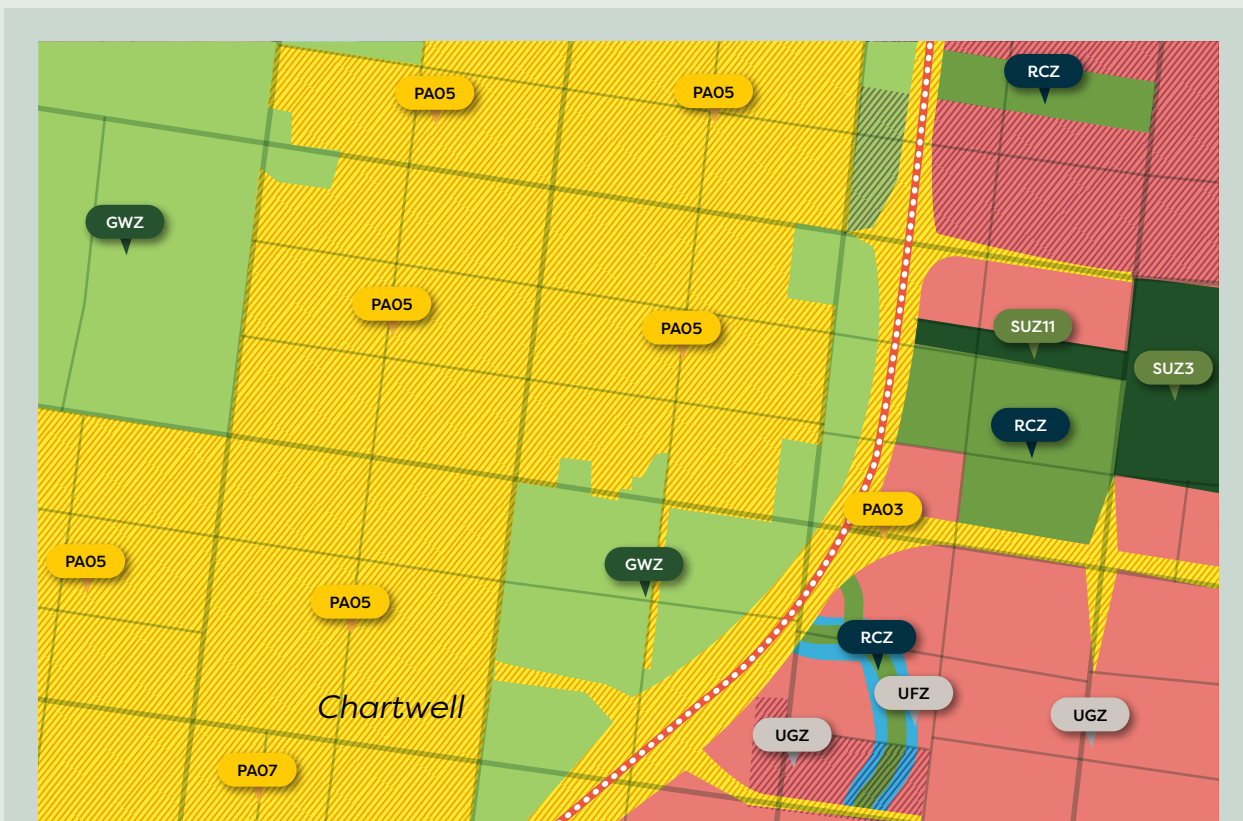 RCZ
PAO5
PAO5
GWZ
PAO5
PAO5
SUZ11
SUZ3
RCZ
PAO3
PAO5
GWZ
PAO5
RCZ
UFZ
Chartwell
UGZ
UGZ
PAO7